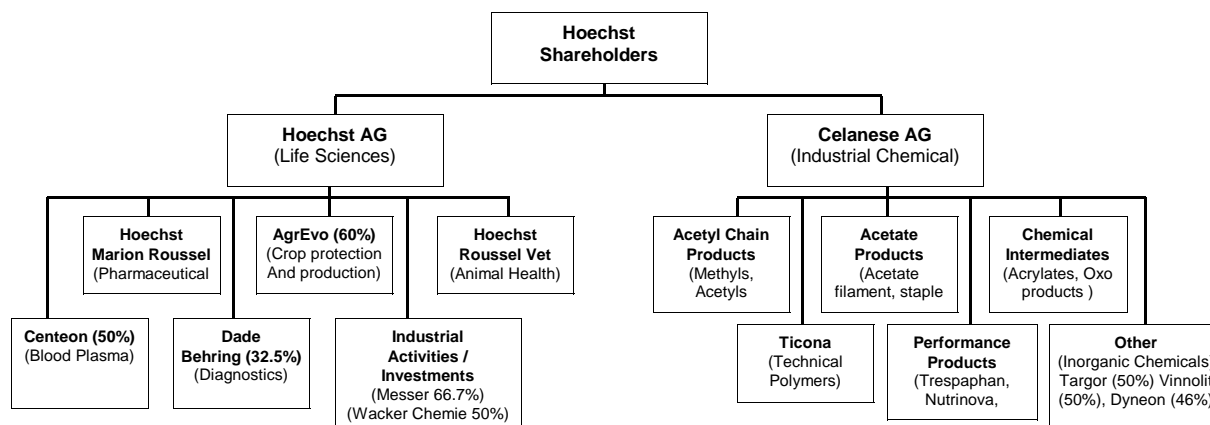 Hoechst
Shareholders
Hoechst AG
(Life Sciences)
Celanese AG
(Industrial Chemical)
Hoechst
Marion Roussel
(Pharmaceutical
AgrEvo (60%)
(Crop protection
And production)
Hoechst
Roussel Vet
(Animal Health)
Acetyl Chain
Products
(Methyls,
Acetyls
Acetate
Products
(Acetate
filament, staple
Chemical
Intermediates
(Acrylates, Oxo
products )
Centeon (50%)
(Blood Plasma)
Dade
Behring (32.5%)
(Diagnostics)
Industrial
Activities /
Investments
(Messer 66.7%)
(Wacker Chemie 50%)
Ticona
(Technical
Polymers)
Performance
Products
(Trespaphan,
Nutrinova,
Other
(Inorganic Chemicals)
Targor (50%) Vinnolit
(50%), Dyneon (46%)